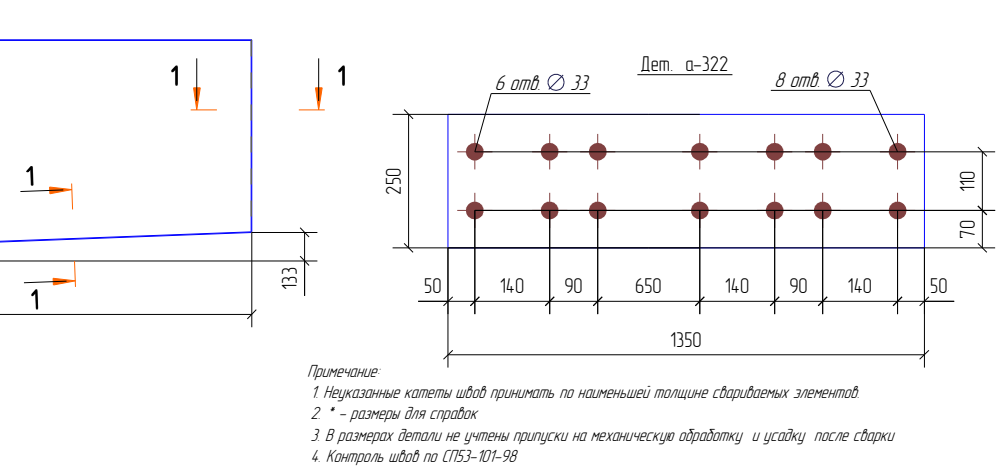 Дет. а-322
1
1
6 отв. ∅ 33
8 отв. ∅ 33
1
250
110
70
133
1
50
140
90
650
140
90
140
50
1350
Примечание:
1. Неуказанные катеты швов принимать по наименьшей толщине свариваемых элементов.
2. * - размеры для справок
3. В размерах детали не учтены припуски на механическую обработку и усадку после сварки
4. Контроль швов по СП53-101-98